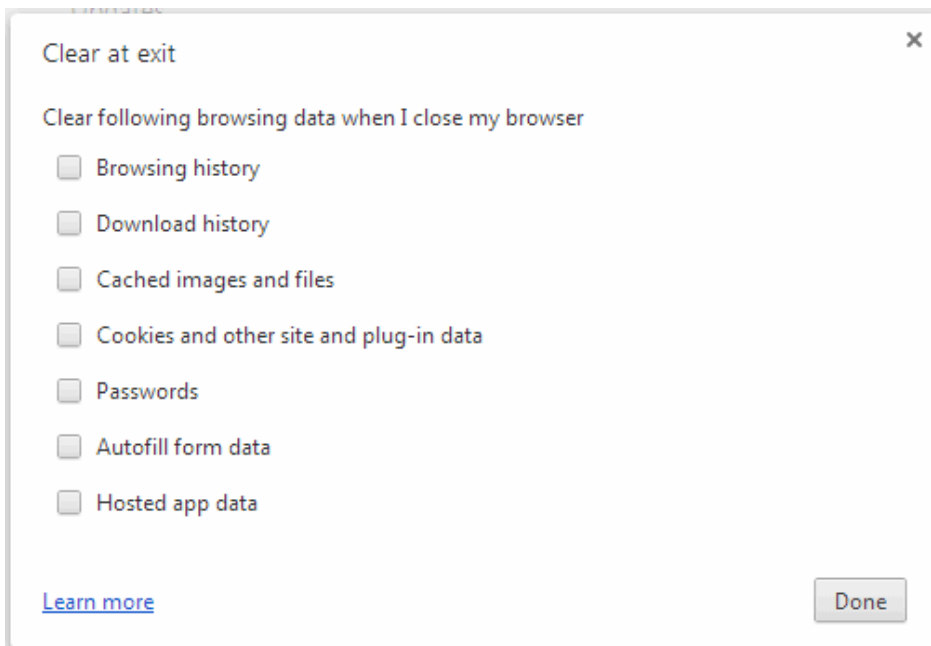 Updates
Clear at exit
Clear following browsing data when I close my browser
Browsing history
Download history
Cached images and files
Cookies and other site and plug-in data
Passwords
Autofill form data
Hosted app data
Learn more
Done